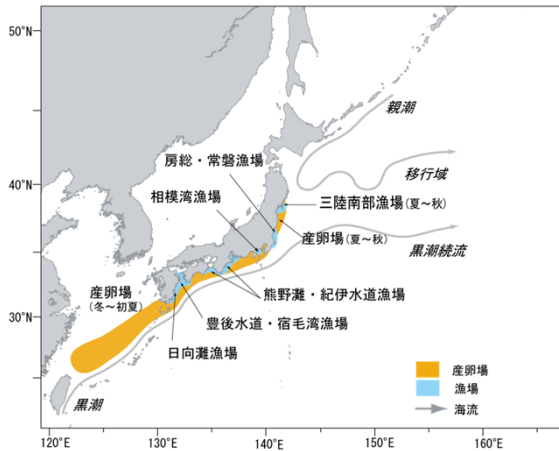 50°N
40°N
30°N
親潮
房総・常磐漁場
移行域
相模湾漁場
三陸南部漁場(夏～秋)
産卵場(夏～秋)
黒潮続流
産卵場
(冬～初夏)
熊野灘・紀伊水道漁場
豊後水道・宿毛湾漁場
日向灘漁場
黒潮
産卵場
漁場
海流
120°E
130°E
140°E
150°E
160°E